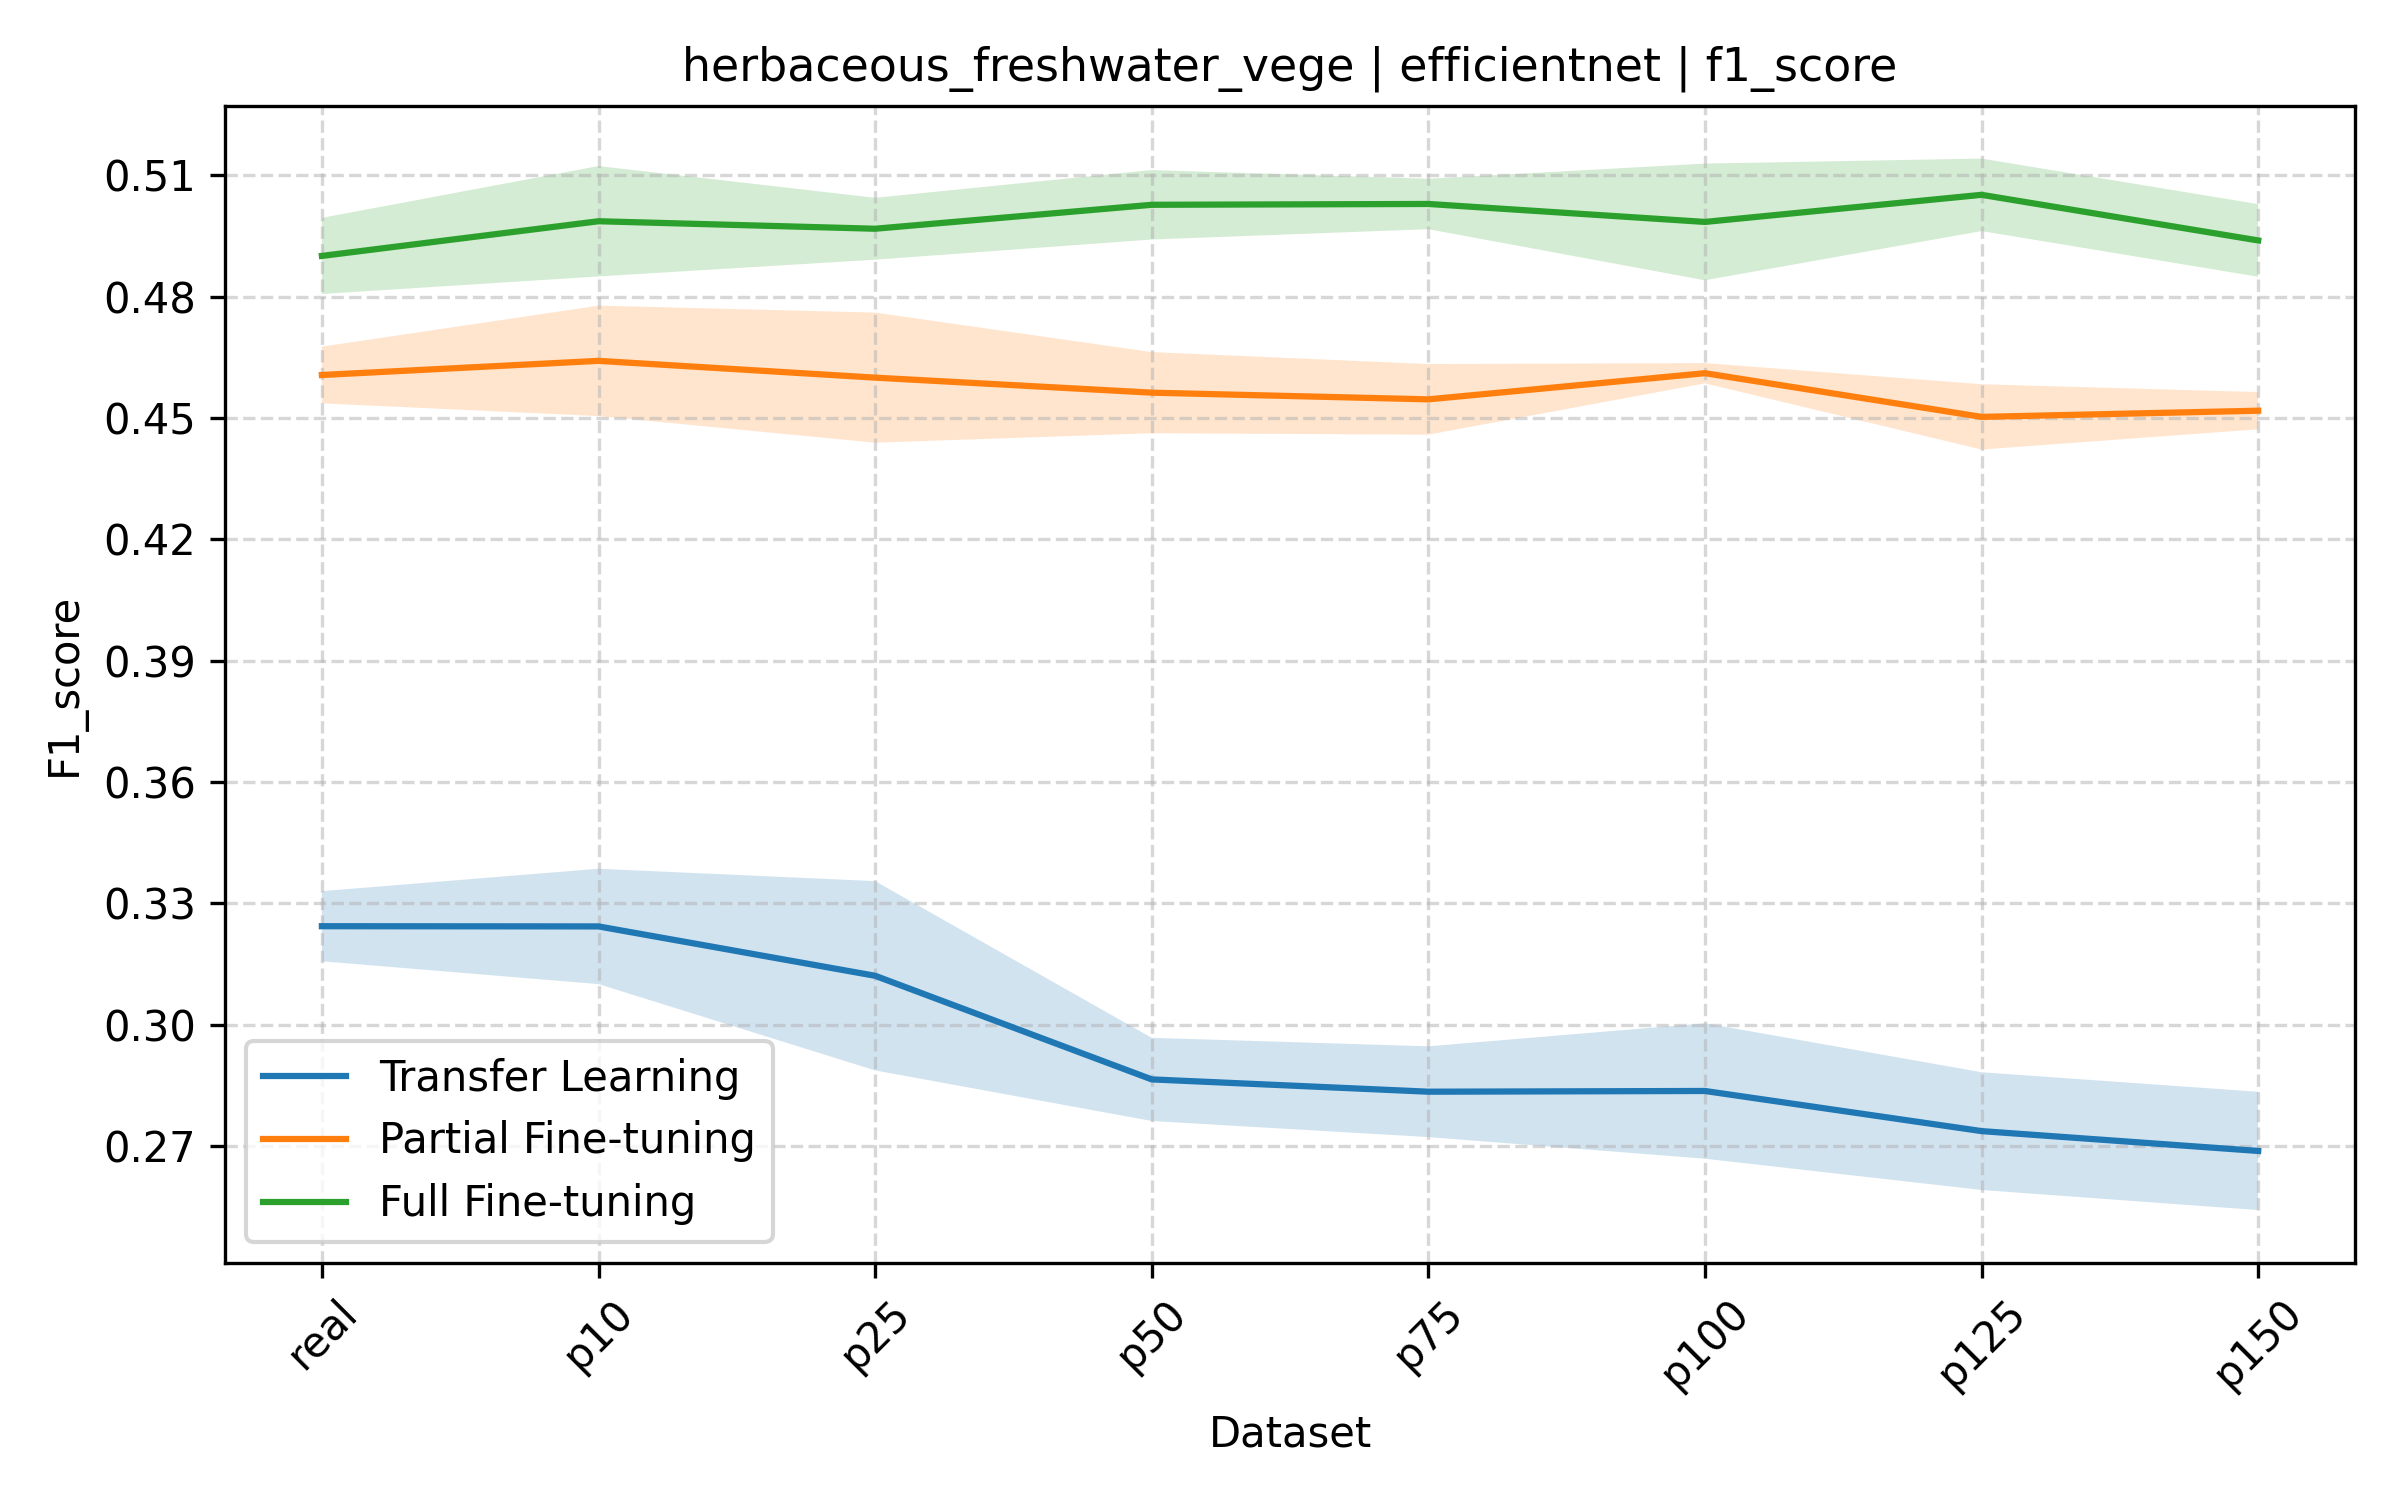 herbaceous_freshwater_vege | efficientnet | f1_score
F1_score
0.51
0.48
0.45
0.42
0.39
0.36
0.33
0.30
0.27
Transfer Learning
Partial Fine-tuning
Full Fine-tuning
real
p10
p25
p50
p75
p100
p125
p150
Dataset